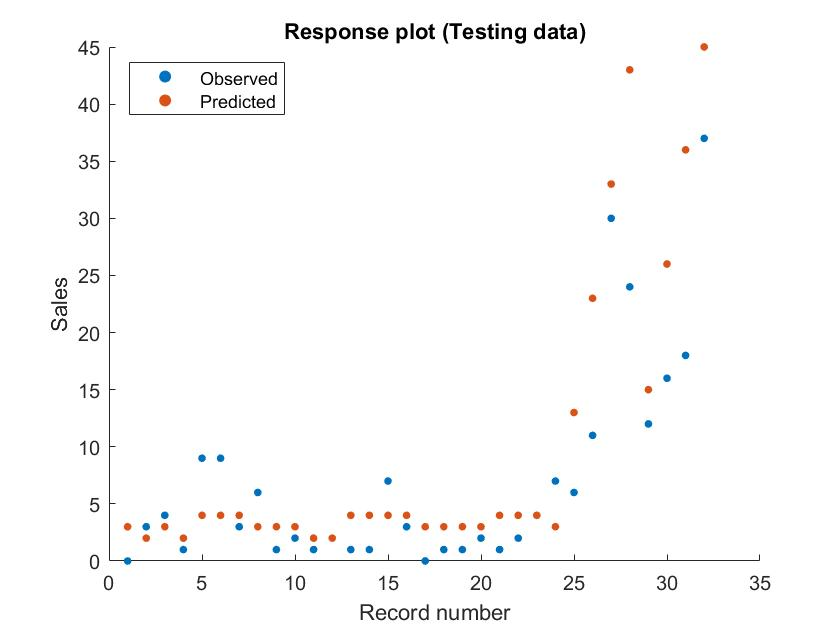 Response plot (Testing data)
Observed
Predicted
45
40
35
30
25
20
15
10
5
0
Sales
0 5 10 15 20 25 30 35
Record number